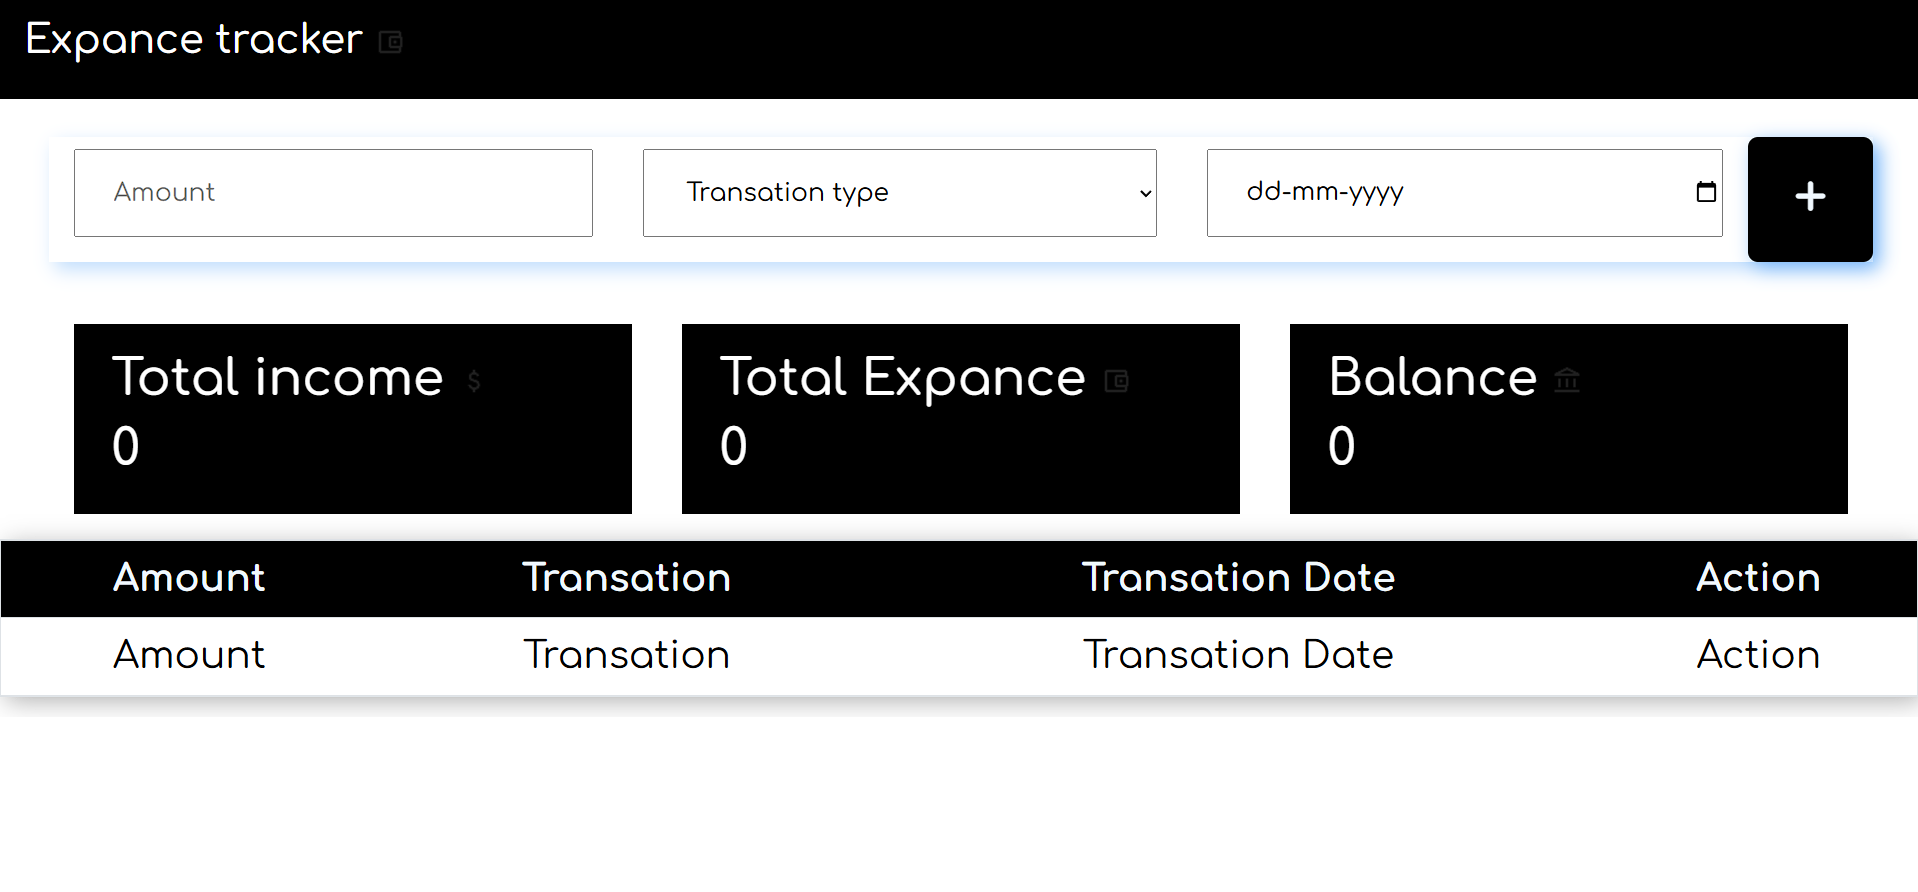 Expance tracker
Amount
Transation type
dd-mm-yyyy
+
Total income $
0
Total Expance
0
Balance
0
Amount Transation Transation Date Action
Amount Transation Transation Date Action